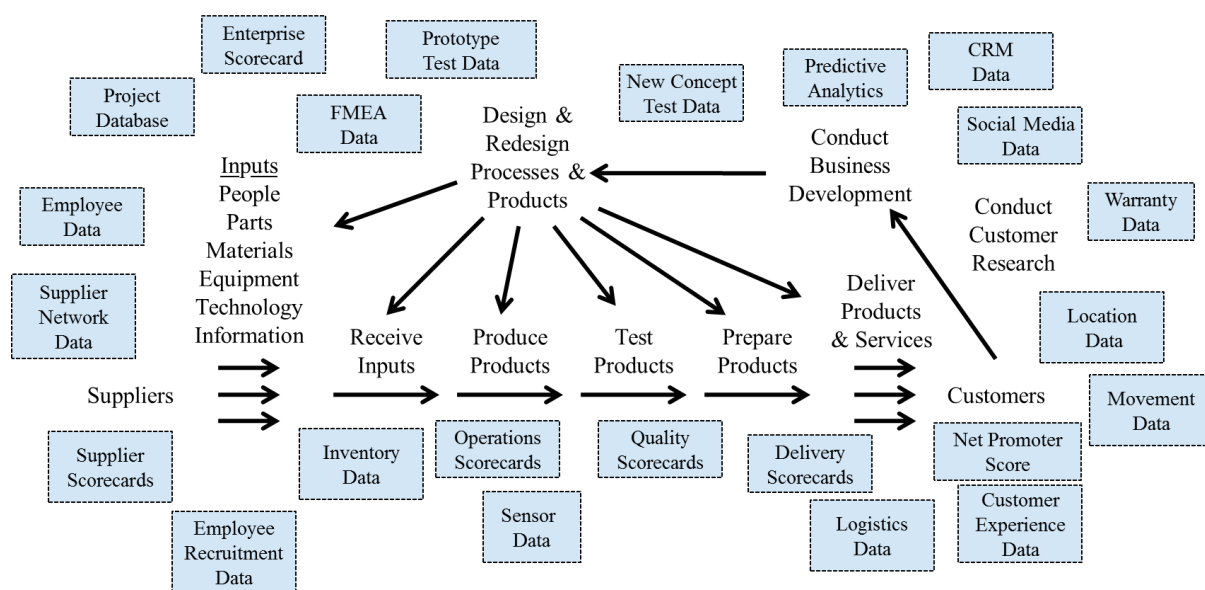 Enterprise
Scorecard
Prototype
Test Data
CRM
Data
Predictive
Analytics
New Concept
Test Data
Project
Database
FMEA
Data
Design &
Redesign
Processes &
Products
Social Media
Data
Conduct
Business
Development
Inputs
People
Parts
Materials
Equipment
Technology
Information
Employee
Data
Warranty
Data
Conduct
Customer
Research
Supplier
Network
Data
Deliver
Products
& Services
Location
Data
Receive
Inputs
Produce
Products
Test
Products
Prepare
Products
Suppliers
Customers
Movement
Data
Supplier
Scorecards
Inventory
Data
Operations
Scorecards
Quality
Scorecards
Delivery
Scorecards
Net Promoter
Score
Employee
Recruitment
Data
Sensor
Data
Logistics
Data
Customer
Experience
Data